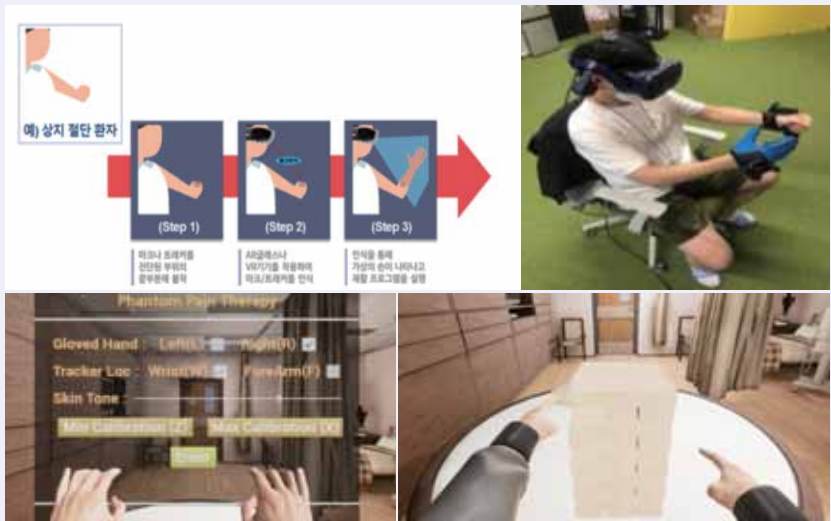 예) 상지 절단 환자
(Step 1)
(Step 2)
(Step 3)
마크나 트래커를
절단된 부위의
끝부분에 붙착
AR글래스나
VR기기를 착용하여
마크/트래커를 인식
인식을 통해
가상의 손이 나타나고
재활 프로그램을 실행
Phantom Pain Therapy
Gloved Hand : Left(L) Right(R)
Tracker Loc : Wrist(W) ForeArm(F)
Skin Tone
Min Calibration (Z) Max Calibration (X)